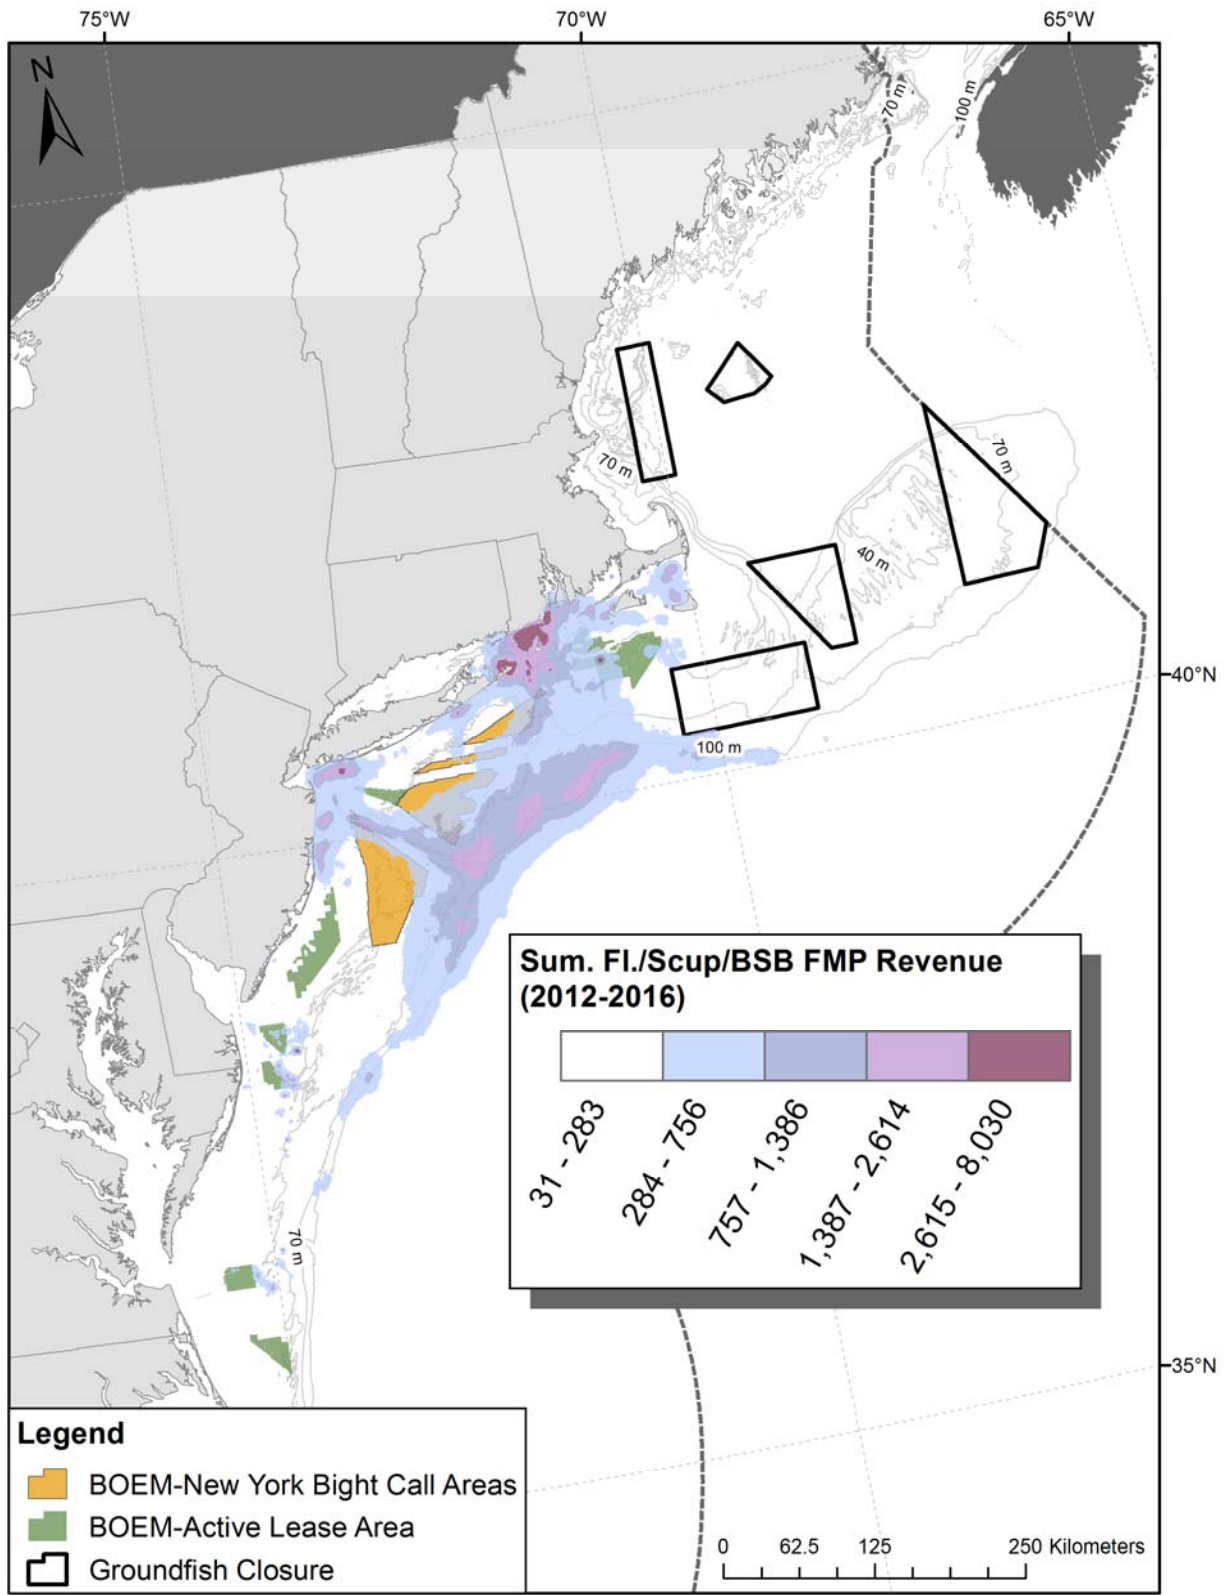 75°W 70°W 65°W
N
70 m
100 m
70 m
70 m
40 m
40°N
100 m
Sum. Fl./Scup/BSB FMP Revenue
(2012-2016)
31 - 283
284 - 756
757 - 1,386
1,387 - 2,614
2,615 - 8,030
70 m
35°N
Legend
BOEM-New York Bight Call Areas
BOEM-Active Lease Area
Groundfish Closure
0 62.5 125 250 Kilometers